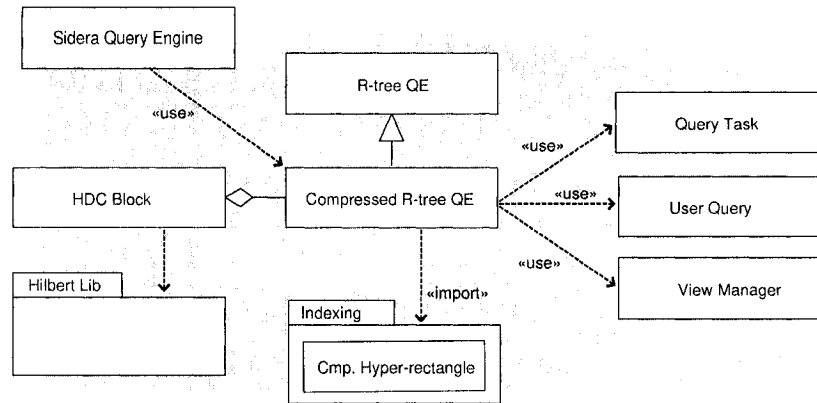 Sidera Query Engine
R-tree QE
«use»
Query Task
«use»
HDC Block
Compressed R-tree QE
«use»
User Query
«use»
View Manager
Hilbert Lib
«import»
Indexing
Cmp. Hyper-rectangle